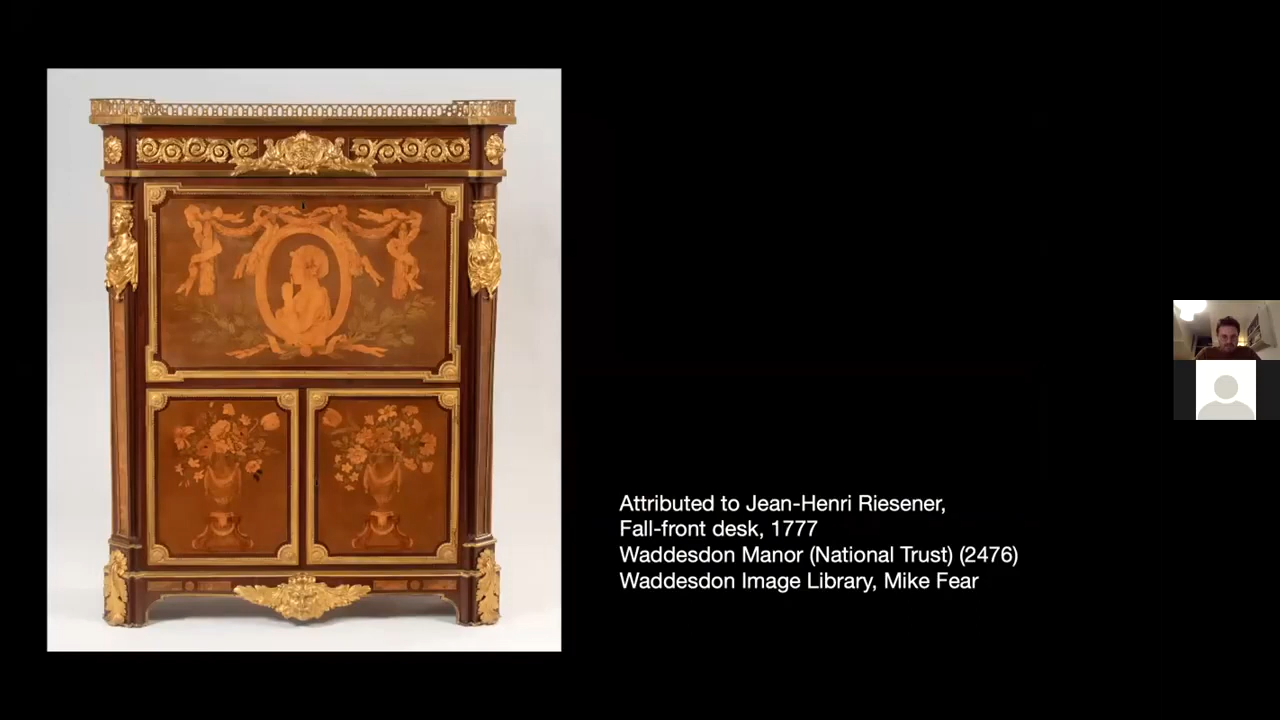 Attributed to Jean-Henri Riesener,
Fall-front desk, 1777
Waddesdon Manor (National Trust) (2476)
Waddesdon Image Library, Mike Fear